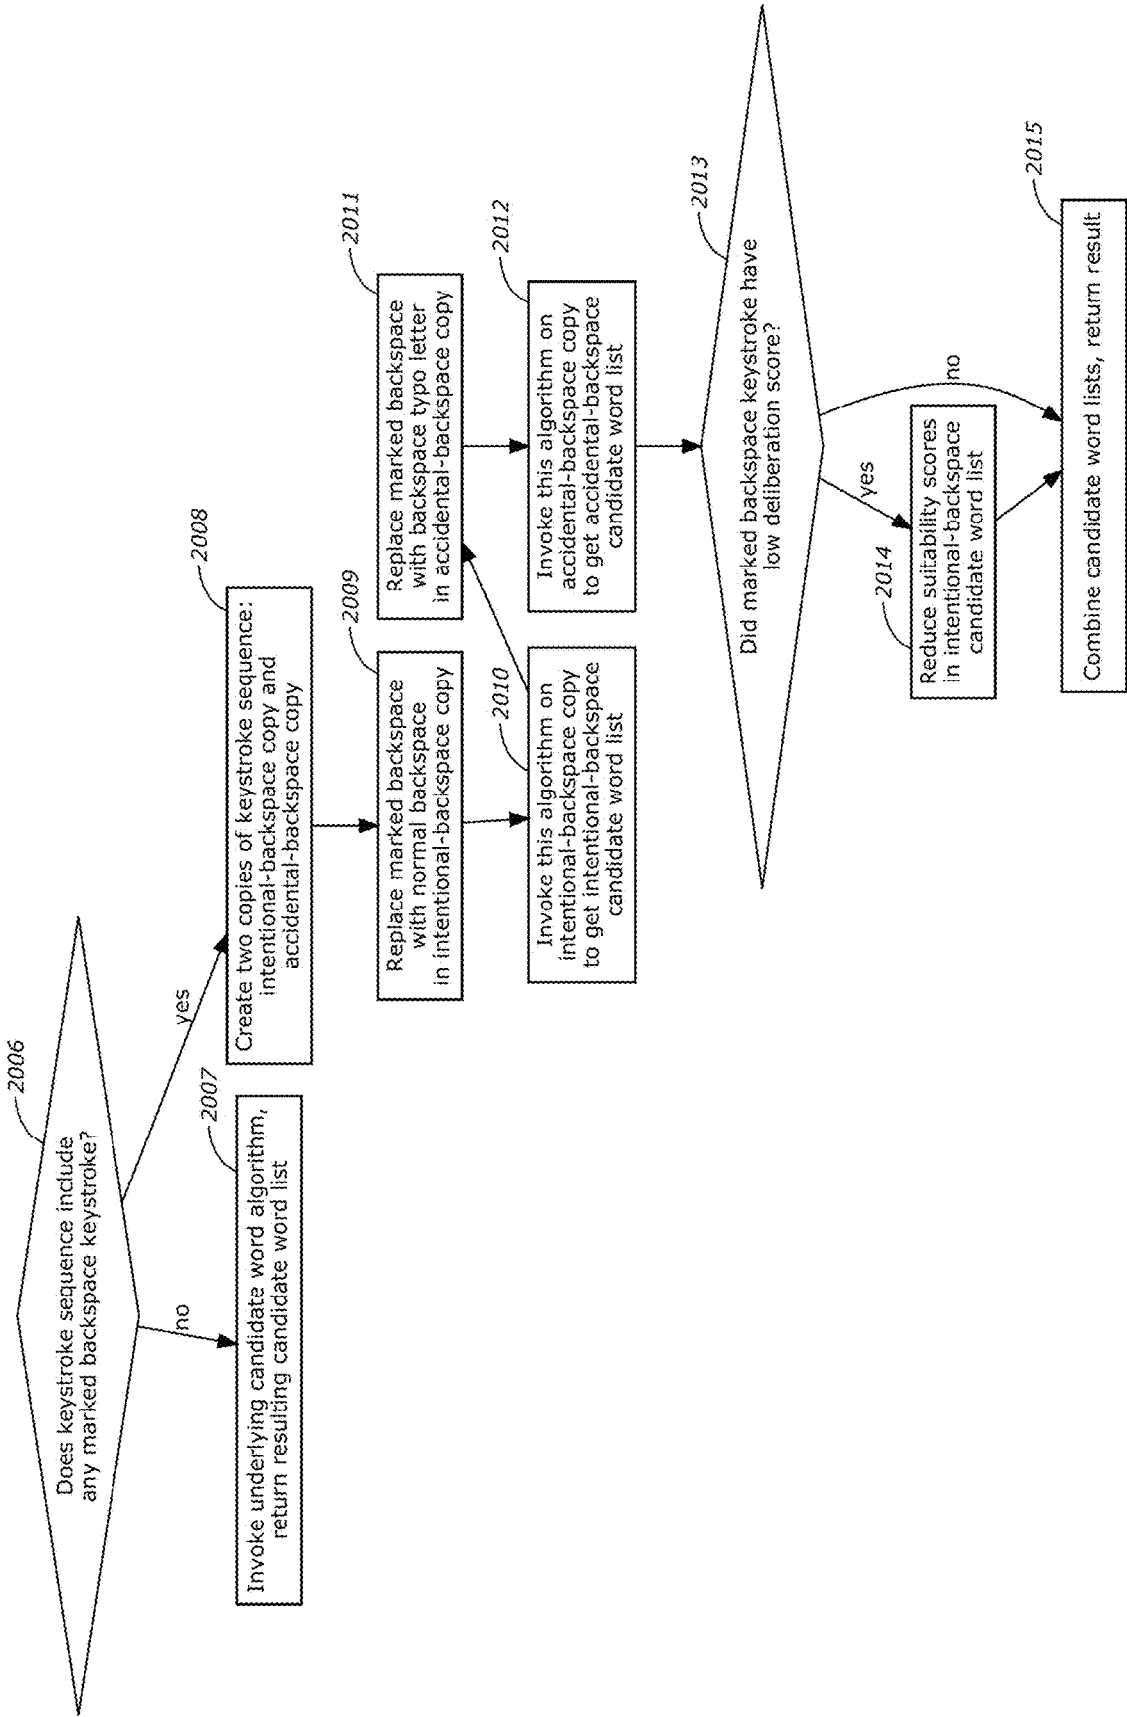 2006
Does keystroke sequence include
any marked backspace keystroke?
no
yes
2007
Invoke underlying candidate word algorithm,
return resulting candidate word list
2008
Create two copies of keystroke sequence:
intentional-backspace copy and
accidental-backspace copy
2009
Replace marked backspace
with normal backspace
in intentional-backspace copy
2010
Invoke this algorithm on
intentional-backspace copy
to get intentional-backspace
candidate word list
2011
Replace marked backspace
with backspace typo letter
in accidental-backspace copy
2012
Invoke this algorithm on
accidental-backspace copy
to get accidental-backspace
candidate word list
2013
Did marked backspace keystroke have
low deliberation score?
yes
no
2014
Reduce suitability scores
in intentional-backspace
candidate word list
2015
Combine candidate word lists, return result